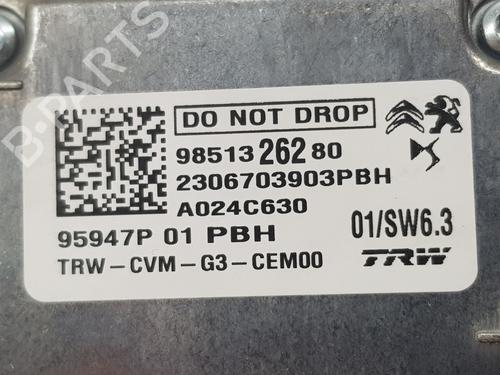 B-PARTS
DO NOT DROP
98513 262 80
2306703903PBH
A024C630
95947P 01 PBH
01/SW6.3
TRW-CVM-G3-CEM00
TRW